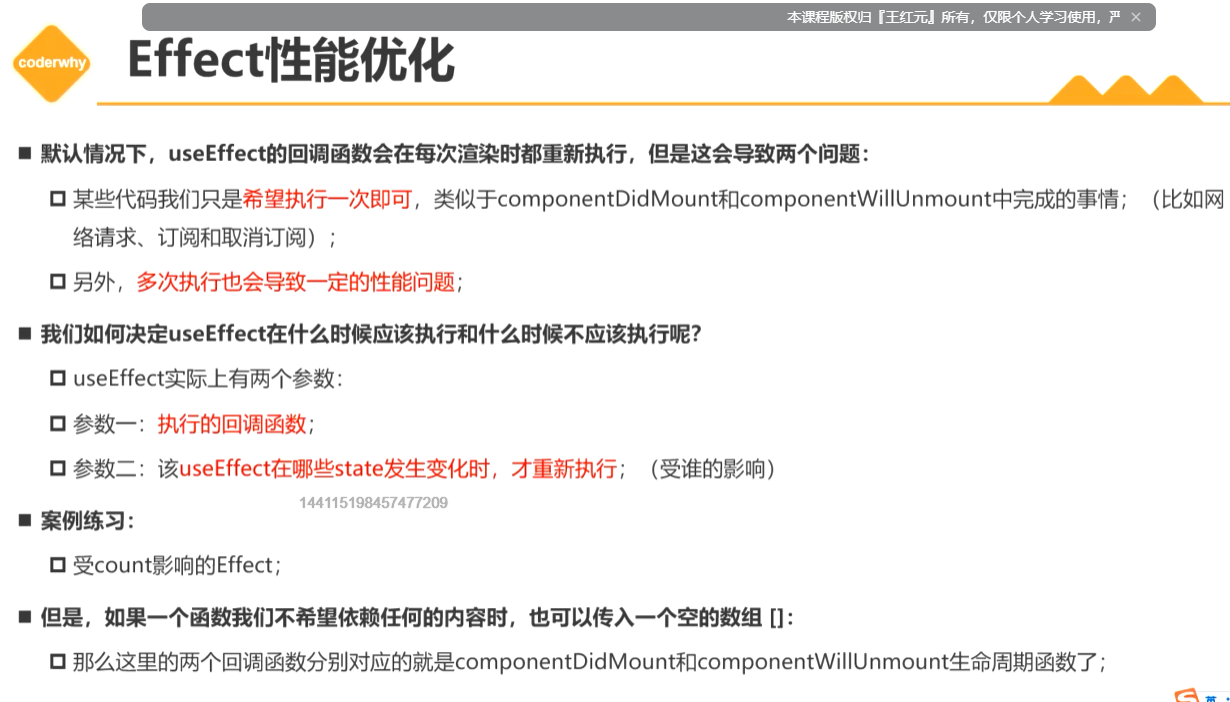 本课程版权归『王红元』所有，仅限个人学习使用，严 ×
coderwhy
Effect性能优化
■ 默认情况下，useEffect的回调函数会在每次渲染时都重新执行，但是这会导致两个问题：
某些代码我们只是希望执行一次即可，类似于componentDidMount和componentWillUnmount中完成的事情；（比如网
络请求、订阅和取消订阅）；
另外，多次执行也会导致一定的性能问题；
■ 我们如何决定useEffect在什么时候应该执行和什么时候不应该执行呢？
useEffect实际上有两个参数：
参数一：执行的回调函数；
参数二：该useEffect在哪些state发生变化时，才重新执行；（受谁的影响）
144115198457477209
■ 案例练习：
受count影响的Effect；
■ 但是，如果一个函数我们不希望依赖任何的内容时，也可以传入一个空的数组 []：
那么这里的两个回调函数分别对应的就是componentDidMount和componentWillUnmount生命周期函数了；